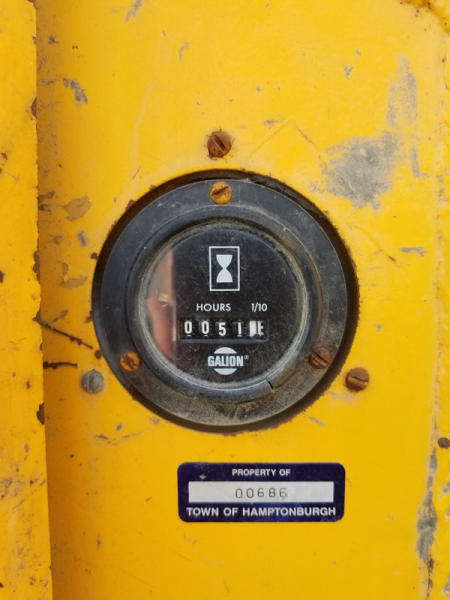 HOURS 1/10
0051
GALION®
PROPERTY OF
00686
TOWN OF HAMPTONBURGH